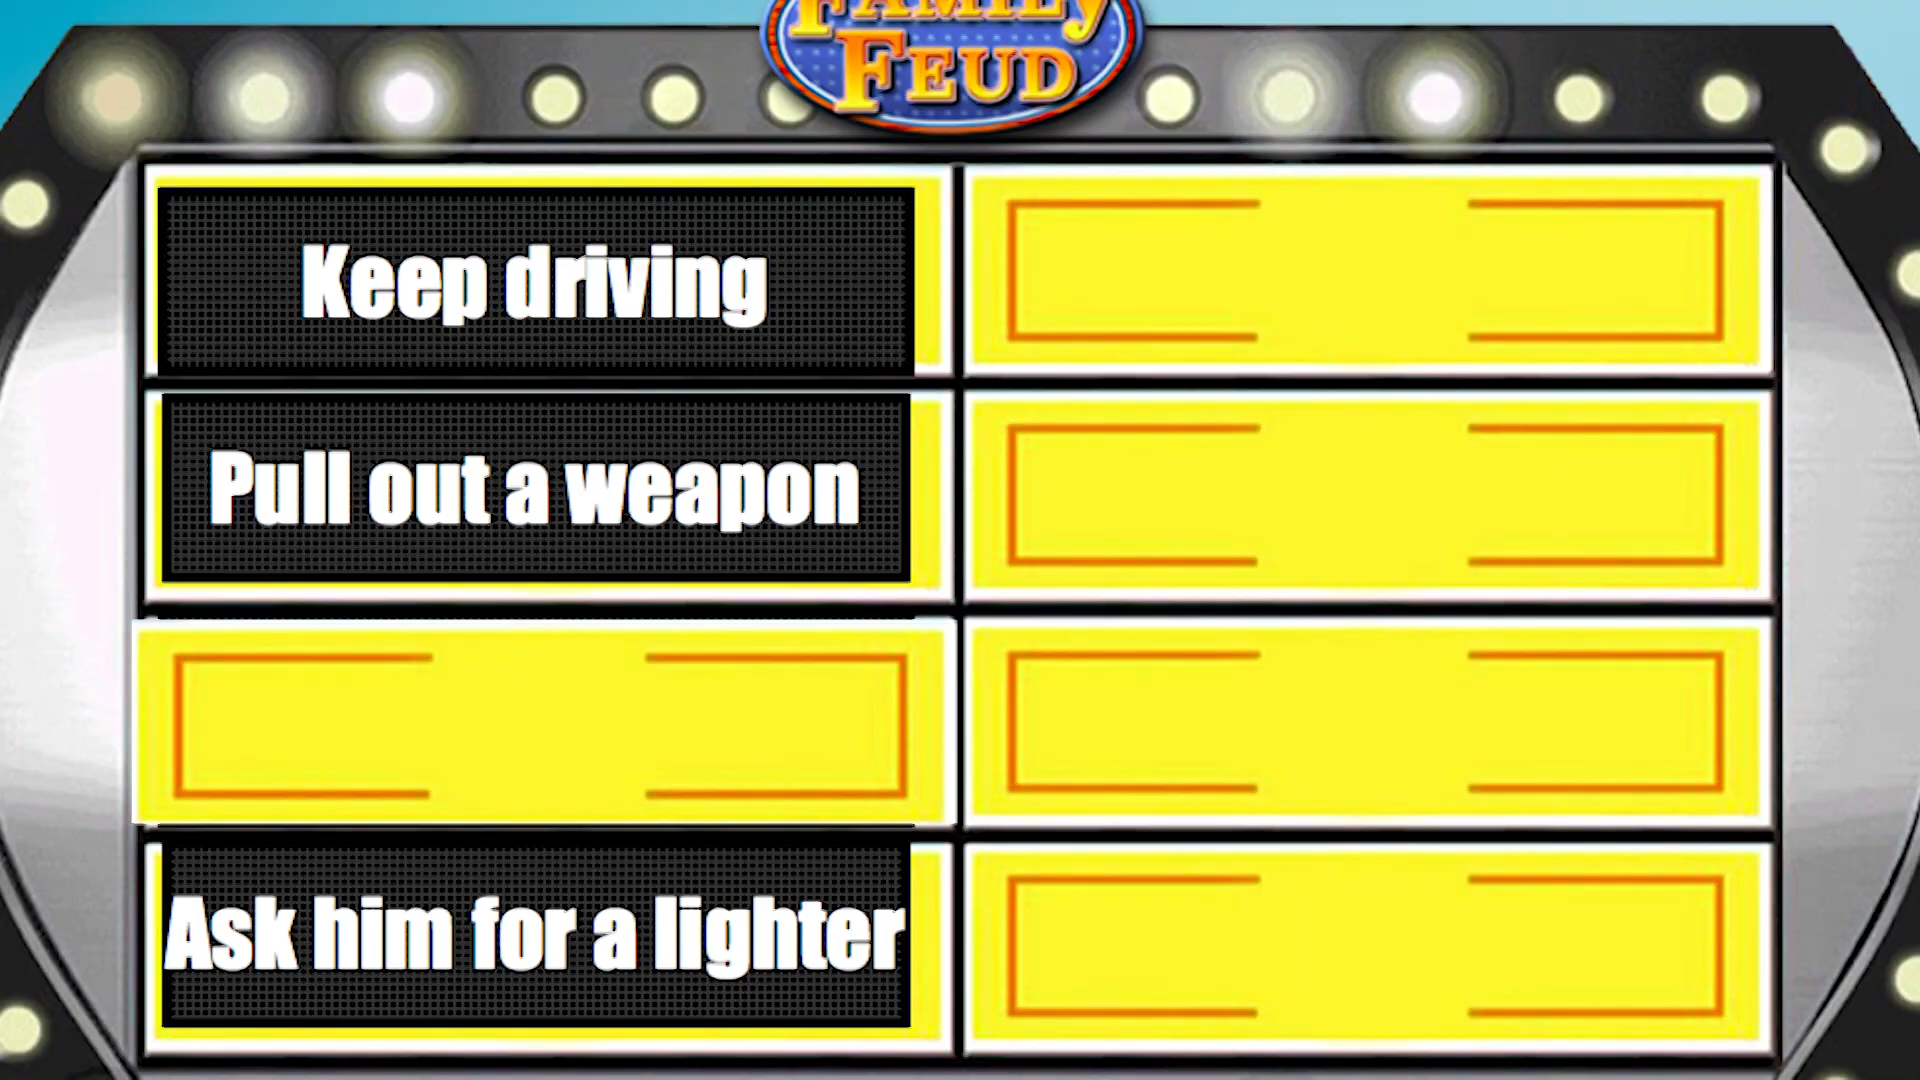 FAMILY
FEUD
Keep driving
Pull out a weapon
Ask him for a lighter